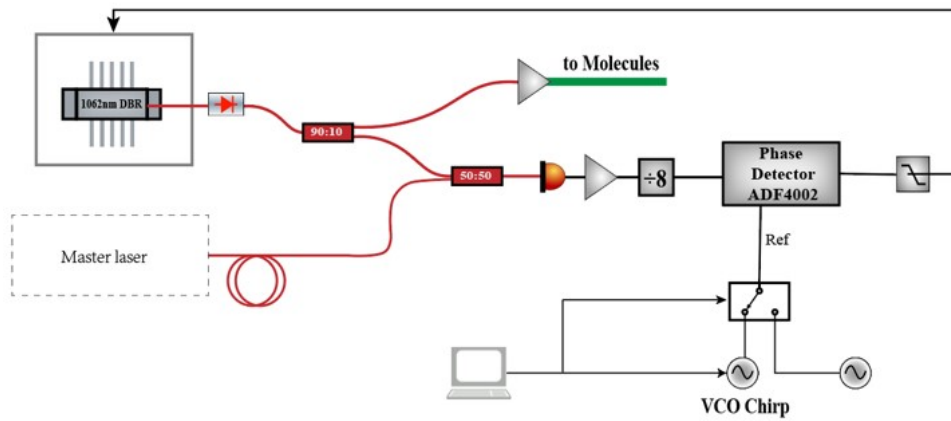 to Molecules
1062nm DBR
90:10
50:50
÷8
Phase
Detector
ADF4002
Ref
Master laser
VCO Chirp